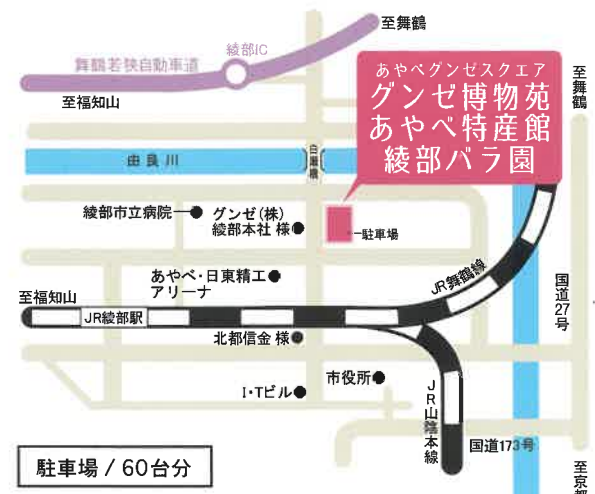 至舞鶴
綾部IC
舞鶴若狭自動車道
至福知山
あやべグンゼスクエア
グンゼ博物苑
あやべ特産館
綾部バラ園
至舞鶴
由良川
白瀬橋
綾部市立病院
グンゼ(株)
綾部本社 様
駐車場
あやべ・日東精工
アリーナ
JR舞鶴線
国道27号
至福知山
JR綾部駅
北都信金 様
市役所
I・Tビル
JR山陰本線
国道173号
駐車場 / 60台分
至京都